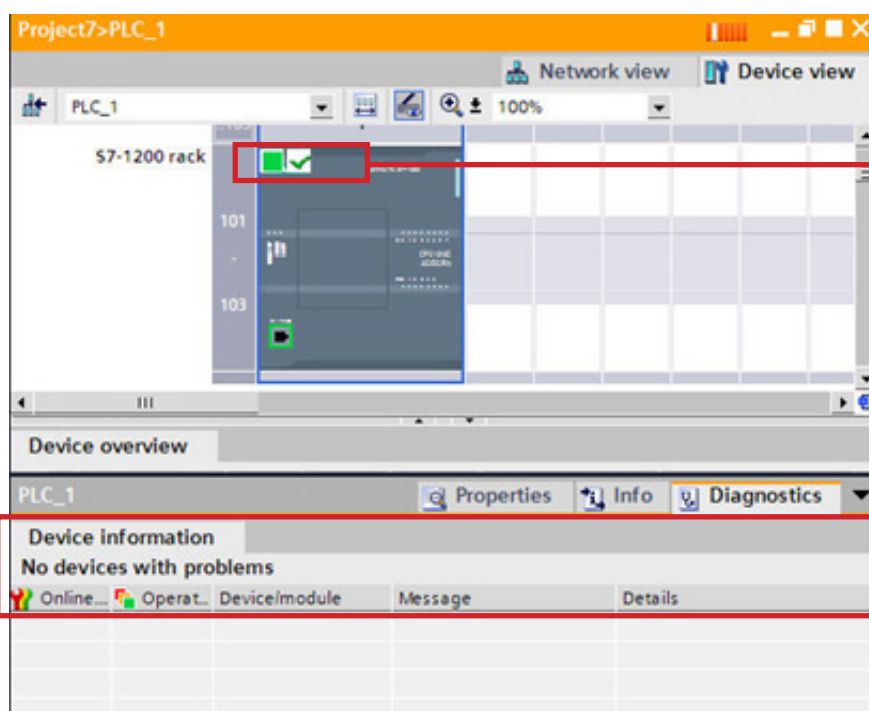 Project7>PLC_1
Network view
Device view
PLC_1
100%
S7-1200 rack
101
-
103
Device overview
PLC_1
Properties
Info
Diagnostics
Device information
No devices with problems
Online...
Operat...
Device/module
Message
Details